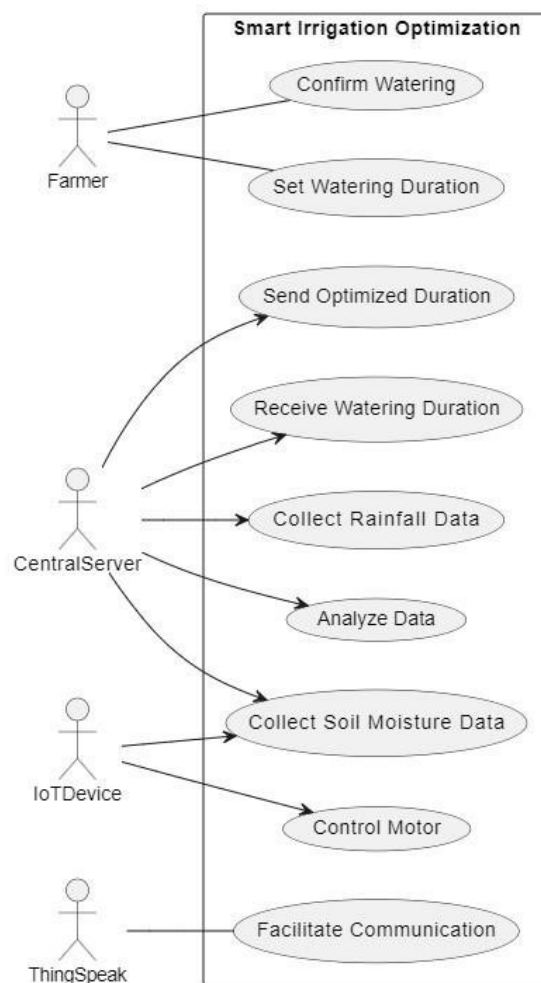 Smart Irrigation Optimization
Confirm Watering
Farmer
Set Watering Duration
Send Optimized Duration
Receive Watering Duration
CentralServer
Collect Rainfall Data
Analyze Data
IoTDevice
Collect Soil Moisture Data
Control Motor
ThingSpeak
Facilitate Communication